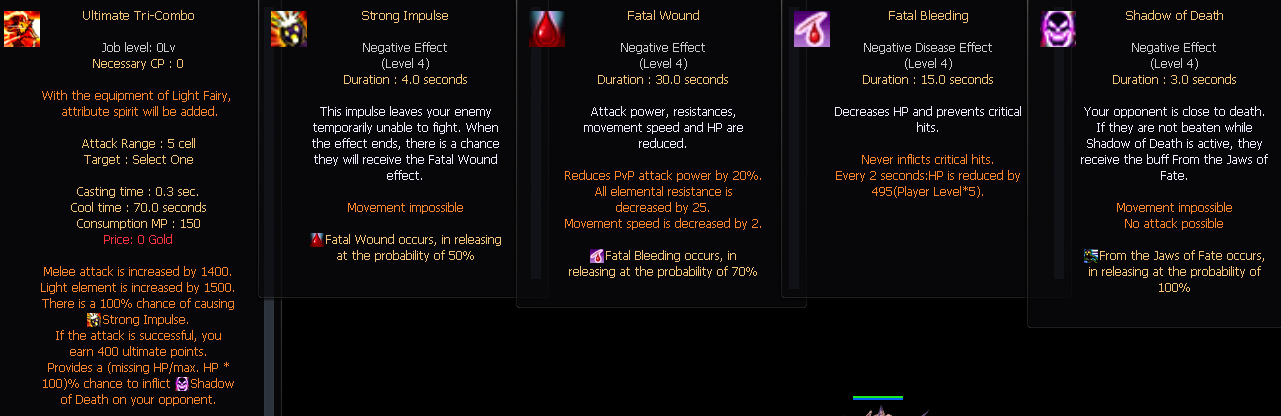 Ultimate Tri-Combo
Job level: 0Lv
Necessary CP : 0
With the equipment of Light Fairy,
attribute spirit will be added.
Attack Range : 5 cell
Target : Select One
Casting time : 0.3 sec.
Cool time : 70.0 seconds
Consumption MP : 150
Price: 0 Gold
Melee attack is increased by 1400.
Light element is increased by 1500.
There is a 100% chance of causing
Strong Impulse.
If the attack is successful, you
earn 400 ultimate points.
Provides a (missing HP/max. HP *
100)% chance to inflict Shadow
of Death on your opponent.
Strong Impulse
Negative Effect
(Level 4)
Duration : 4.0 seconds
This impulse leaves your enemy
temporarily unable to fight. When
the effect ends, there is a chance
they will receive the Fatal Wound
effect.
Movement impossible
Fatal Wound occurs, in releasing
at the probability of 50%
Fatal Wound
Negative Effect
(Level 4)
Duration : 30.0 seconds
Attack power, resistances,
movement speed and HP are
reduced.
Reduces PvP attack power by 20%.
All elemental resistance is
decreased by 25.
Movement speed is decreased by 2.
Fatal Bleeding occurs, in
releasing at the probability of 70%
Fatal Bleeding
Negative Disease Effect
(Level 4)
Duration : 15.0 seconds
Decreases HP and prevents critical
hits.
Never inflicts critical hits.
Every 2 seconds:HP is reduced by
495(Player Level*5).
Shadow of Death
Negative Effect
(Level 4)
Duration : 3.0 seconds
Your opponent is close to death.
If they are not beaten while
Shadow of Death is active, they
receive the buff From the Jaws of
Fate.
Movement impossible
No attack possible
From the Jaws of Fate occurs,
in releasing at the probability of
100%